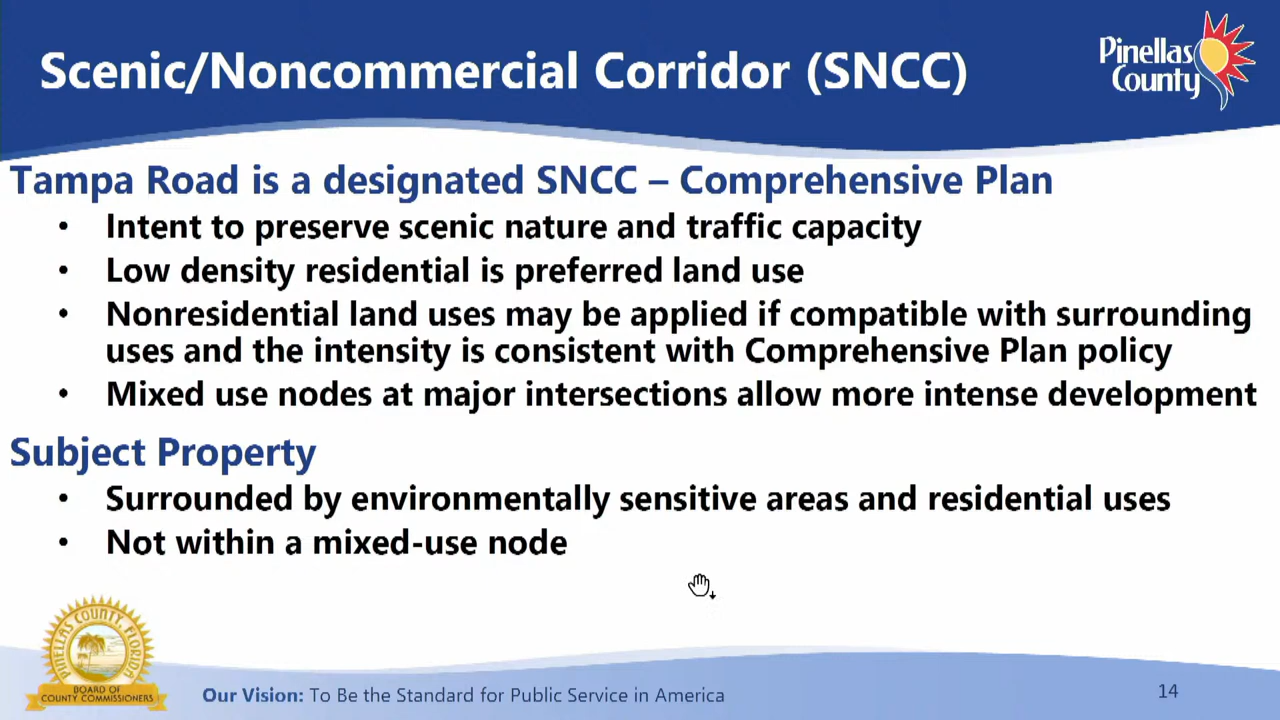 Scenic/Noncommercial Corridor (SNCC)
Pinellas
County
Tampa Road is a designated SNCC – Comprehensive Plan
• Intent to preserve scenic nature and traffic capacity
• Low density residential is preferred land use
• Nonresidential land uses may be applied if compatible with surrounding
uses and the intensity is consistent with Comprehensive Plan policy
• Mixed use nodes at major intersections allow more intense development
Subject Property
• Surrounded by environmentally sensitive areas and residential uses
• Not within a mixed-use node
PINELLAS COUNTY, FLORIDA
BOARD OF
COUNTY COMMISSIONERS
Our Vision: To Be the Standard for Public Service in America
14